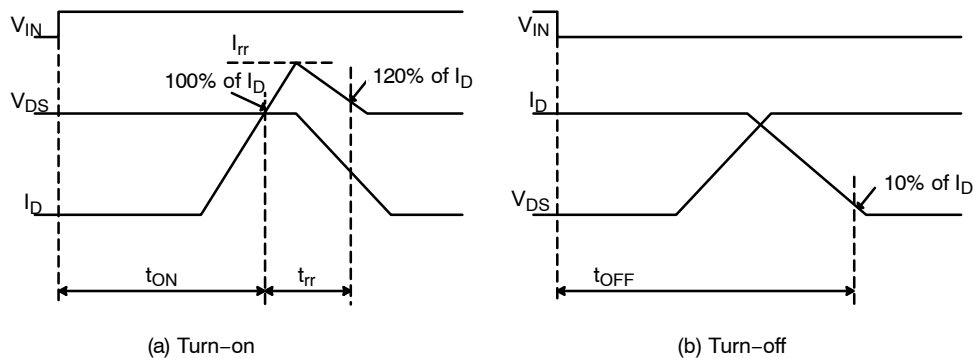 V_IN
I_rr
100% of I_D
120% of I_D
V_DS
I_D
t_ON
t_rr
(a) Turn−on
V_IN
I_D
10% of I_D
V_DS
t_OFF
(b) Turn−off